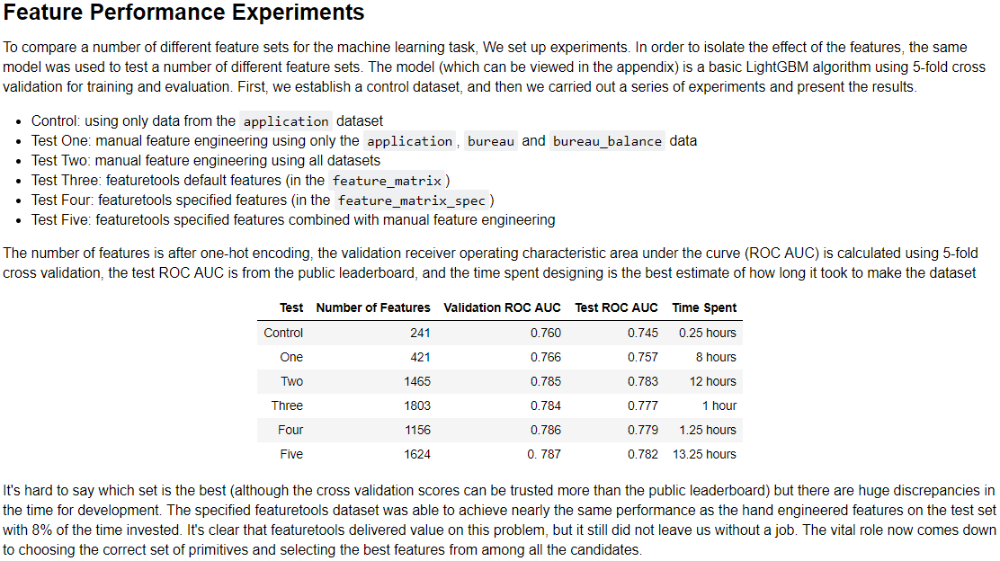 Feature Performance Experiments
To compare a number of different feature sets for the machine learning task, We set up experiments. In order to isolate the effect of the features, the same
model was used to test a number of different feature sets. The model (which can be viewed in the appendix) is a basic LightGBM algorithm using 5-fold cross
validation for training and evaluation. First, we establish a control dataset, and then we carried out a series of experiments and present the results.
• Control: using only data from the application dataset
• Test One: manual feature engineering using only the application, bureau and bureau_balance data
• Test Two: manual feature engineering using all datasets
• Test Three: featuretools default features (in the feature_matrix)
• Test Four: featuretools specified features (in the feature_matrix_spec)
• Test Five: featuretools specified features combined with manual feature engineering
The number of features is after one-hot encoding, the validation receiver operating characteristic area under the curve (ROC AUC) is calculated using 5-fold
cross validation, the test ROC AUC is from the public leaderboard, and the time spent designing is the best estimate of how long it took to make the dataset
Test Number of Features Validation ROC AUC Test ROC AUC Time Spent
Control 241 0.760 0.745 0.25 hours
One 421 0.766 0.757 8 hours
Two 1465 0.785 0.783 12 hours
Three 1803 0.784 0.777 1 hour
Four 1156 0.786 0.779 1.25 hours
Five 1624 0. 787 0.782 13.25 hours
It's hard to say which set is the best (although the cross validation scores can be trusted more than the public leaderboard) but there are huge discrepancies in
the time for development. The specified featuretools dataset was able to achieve nearly the same performance as the hand engineered features on the test set
with 8% of the time invested. It's clear that featuretools delivered value on this problem, but it still did not leave us without a job. The vital role now comes down
to choosing the correct set of primitives and selecting the best features from among all the candidates.